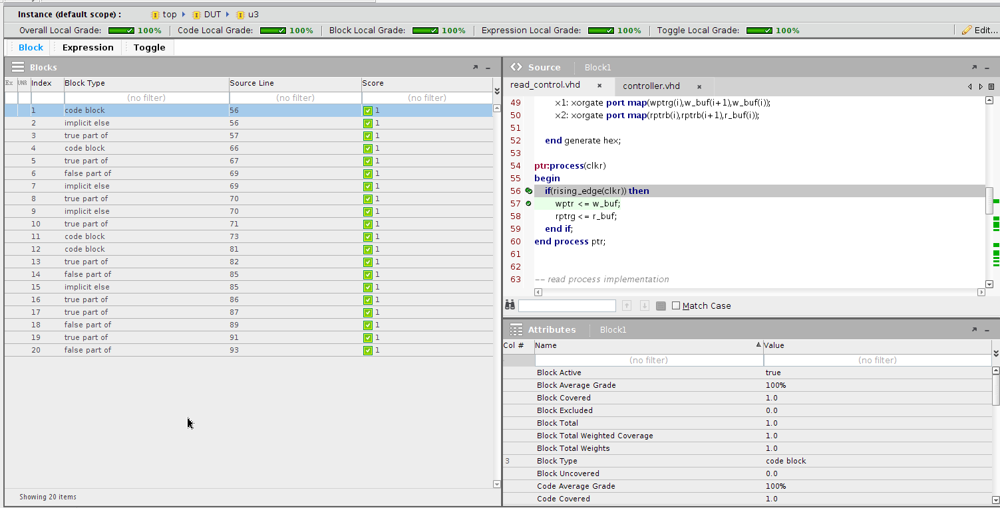 Instance (default scope) : top DUT u3
Overall Local Grade: 100% Code Local Grade: 100% Block Local Grade: 100% Expression Local Grade: 100% Toggle Local Grade: 100% Edit...
Block Expression Toggle
Blocks
Ex UNR Index Block Type Source Line Score
(no filter) (no filter) (no filter)
1 code block 56 1
2 implicit else 56 1
3 true part of 57 1
4 code block 66 1
5 true part of 67 1
6 false part of 69 1
7 implicit else 69 1
8 true part of 70 1
9 implicit else 70 1
10 true part of 71 1
11 code block 73 1
12 code block 81 1
13 true part of 82 1
14 false part of 85 1
15 implicit else 85 1
16 true part of 86 1
17 true part of 87 1
18 false part of 89 1
19 true part of 91 1
20 false part of 93 1
Showing 20 items
Source Block1
read_control.vhd × controller.vhd ×
49 x1: xorgate port map(wptrg(i),w_buf(i+1),w_buf(i));
50 x2: xorgate port map(rptrb(i),rptrb(i+1),r_buf(i));
51
52 end generate hex;
53
54 ptr:process(clkr)
55 begin
56 if(rising_edge(clkr)) then
57 wptr <= w_buf;
58 rptrg <= r_buf;
59 end if;
60 end process ptr;
61
62
63 -- read process implementation
Match Case
Attributes Block1
Col # Name Value
(no filter) (no filter)
Block Active true
Block Average Grade 100%
Block Covered 1.0
Block Excluded 0.0
Block Total 1.0
Block Total Weighted Coverage 1.0
Block Total Weights 1.0
3 Block Type code block
Block Uncovered 0.0
Code Average Grade 100%
Code Covered 1.0